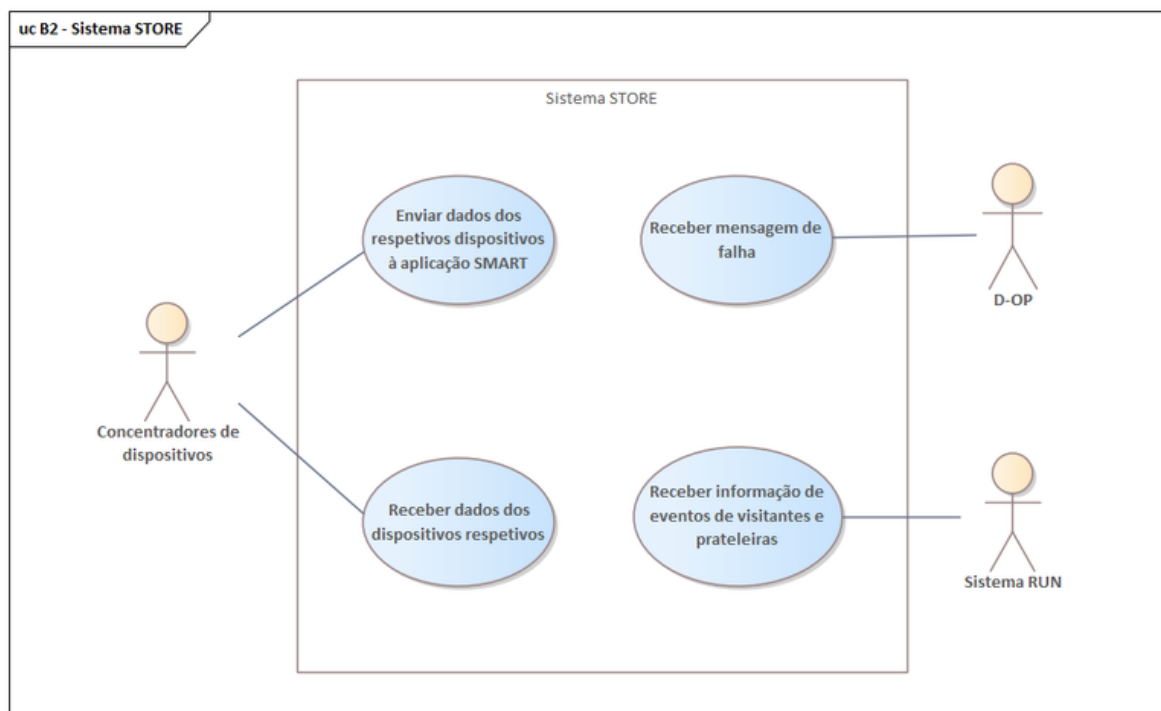 uc B2 - Sistema STORE
Sistema STORE
Enviar dados dos
respetivos dispositivos
à aplicação SMART
Receber mensagem de
falha
D-OP
Concentradores de
dispositivos
Receber dados dos
dispositivos respetivos
Receber informação de
eventos de visitantes e
prateleiras
Sistema RUN